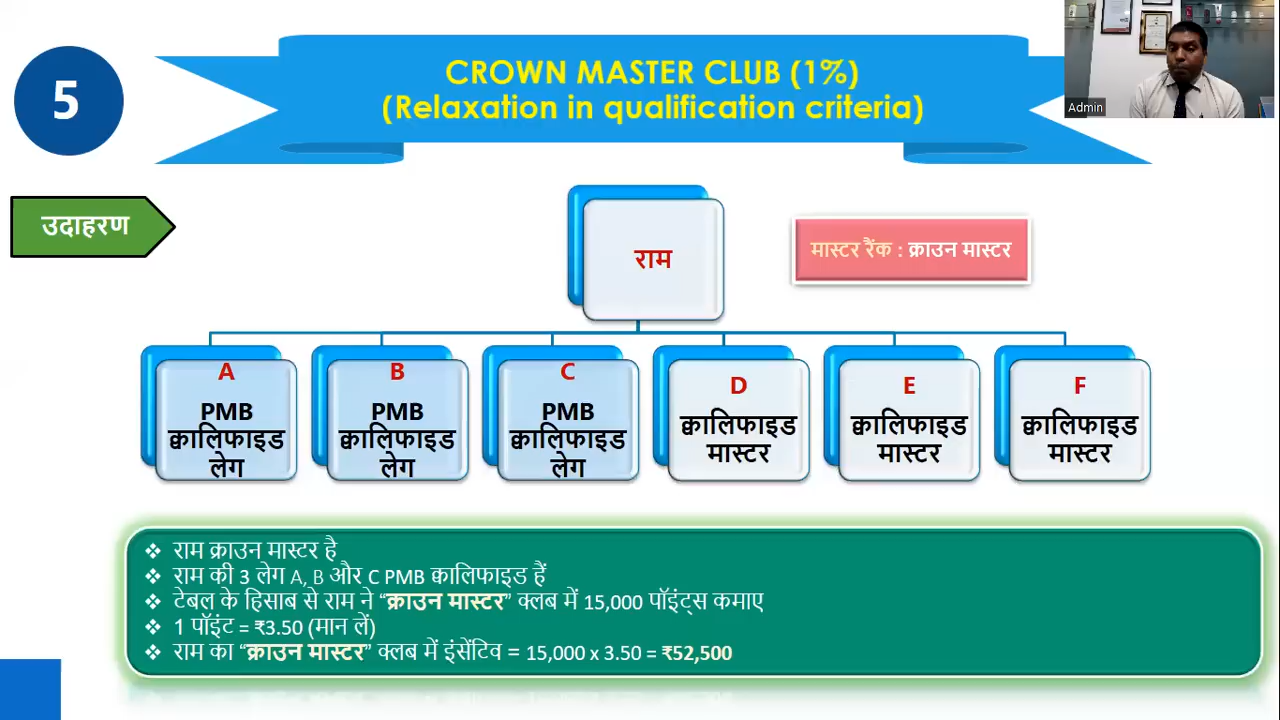 5
CROWN MASTER CLUB (1%)
(Relaxation in qualification criteria)
Admin
उदाहरण
राम
मास्टर रैंक : क्राउन मास्टर
A
PMB
क्वालिफाइड
लेग
B
PMB
क्वालिफाइड
लेग
C
PMB
क्वालिफाइड
लेग
D
क्वालिफाइड
मास्टर
E
क्वालिफाइड
मास्टर
F
क्वालिफाइड
मास्टर
❖ राम क्राउन मास्टर है
❖ राम की 3 लेग A, B और C PMB क्वालिफाइड हैं
❖ टेबल के हिसाब से राम ने “क्राउन मास्टर” क्लब में 15,000 पॉइंट्स कमाए
❖ 1 पॉइंट = ₹3.50 (मान लें)
❖ राम का “क्राउन मास्टर” क्लब में इंसेंटिव = 15,000 x 3.50 = ₹52,500